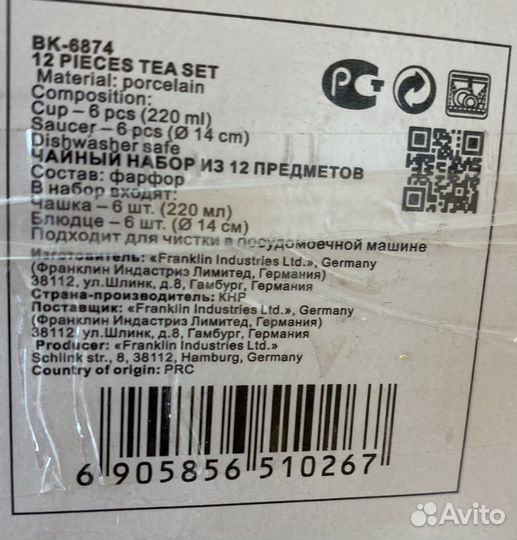 BK-6874
12 PIECES TEA SET
Material: porcelain
Composition:
Cup – 6 pcs (220 ml)
Saucer – 6 pcs (Ø 14 cm)
Dishwasher safe
ЧАЙНЫЙ НАБОР ИЗ 12 ПРЕДМЕТОВ
Состав: фарфор
В набор входят:
Чашка – 6 шт. (220 мл)
Блюдце – 6 шт. (Ø 14 см)
Подходит для чистки в посудомоечной машине
Изготовитель: «Franklin Industries Ltd.», Germany
(Франклин Индастриз Лимитед, Германия)
38112, ул.Шлинк, д.8, Гамбург, Германия
Страна-производитель: КНР
Поставщик: «Franklin Industries Ltd.», Germany
(Франклин Индастриз Лимитед, Германия)
38112, ул.Шлинк, д.8, Гамбург, Германия
Producer: «Franklin Industries Ltd.»
Schlink str., 8, 38112, Hamburg, Germany
Country of origin: PRC
6 905856 510267
Avito